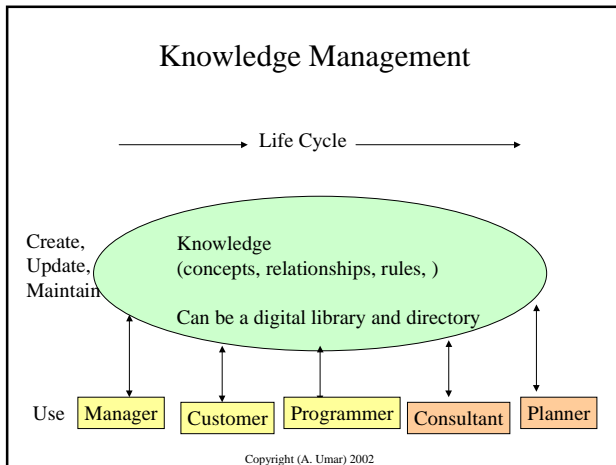 Knowledge Management
Life Cycle
Create,
Update,
Maintain
Knowledge
(concepts, relationships, rules, )
Can be a digital library and directory
Use
Manager
Customer
Programmer
Consultant
Planner
Copyright (A. Umar) 2002